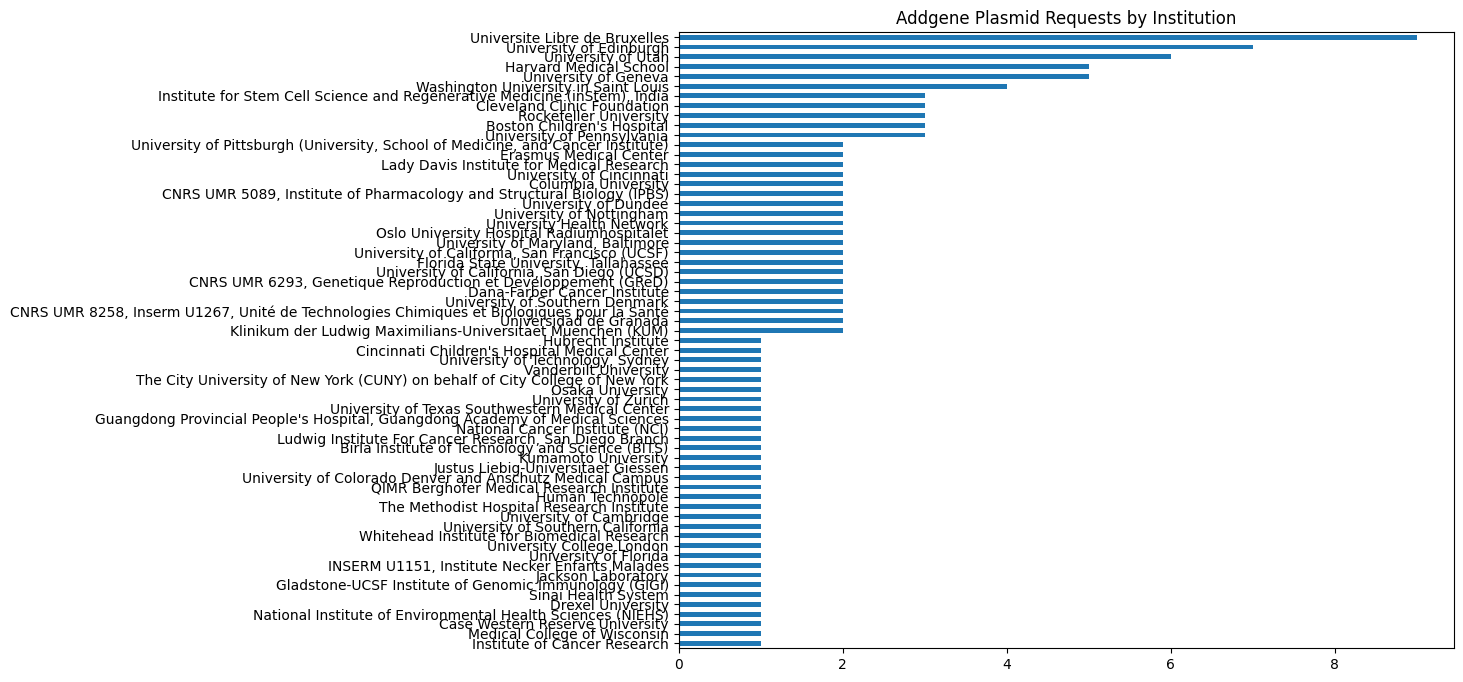 Addgene Plasmid Requests by Institution
Universite Libre de Bruxelles
University of Edinburgh
University of Utah
Harvard Medical School
University of Geneva
Washington University in Saint Louis
Institute for Stem Cell Science and Regenerative Medicine (inStem), India
Cleveland Clinic Foundation
Rockefeller University
Boston Children's Hospital
University of Pennsylvania
University of Pittsburgh (University, School of Medicine, and Cancer Institute)
Erasmus Medical Center
Lady Davis Institute for Medical Research
University of Cincinnati
Columbia University
CNRS UMR 5089, Institute of Pharmacology and Structural Biology (IPBS)
University of Dundee
University of Nottingham
University Health Network
Oslo University Hospital Radiumhospitalet
University of Maryland, Baltimore
University of California, San Francisco (UCSF)
Florida State University, Tallahassee
University of California, San Diego (UCSD)
CNRS UMR 6293, Genetique Reproduction et Developpement (GReD)
Dana-Farber Cancer Institute
University of Southern Denmark
CNRS UMR 8258, Inserm U1267, Unité de Technologies Chimiques et Biologiques pour la Santé
Universidad de Granada
Klinikum der Ludwig Maximilians-Universitaet Muenchen (KUM)
Hubrecht Institute
Cincinnati Children's Hospital Medical Center
University of Technology, Sydney
Vanderbilt University
The City University of New York (CUNY) on behalf of City College of New York
Osaka University
University of Zurich
University of Texas Southwestern Medical Center
Guangdong Provincial People's Hospital, Guangdong Academy of Medical Sciences
National Cancer Institute (NCI)
Ludwig Institute For Cancer Research, San Diego Branch
Birla Institute of Technology and Science (BITS)
Kumamoto University
Justus Liebig-Universitaet Giessen
University of Colorado Denver and Anschutz Medical Campus
QIMR Berghofer Medical Research Institute
Human Technopole
The Methodist Hospital Research Institute
University of Cambridge
University of Southern California
Whitehead Institute for Biomedical Research
University College London
University of Florida
INSERM U1151, Institute Necker Enfants Malades
Jackson Laboratory
Gladstone-UCSF Institute of Genomic Immunology (GIGI)
Sinai Health System
Drexel University
National Institute of Environmental Health Sciences (NIEHS)
Case Western Reserve University
Medical College of Wisconsin
Institute of Cancer Research
0 2 4 6 8